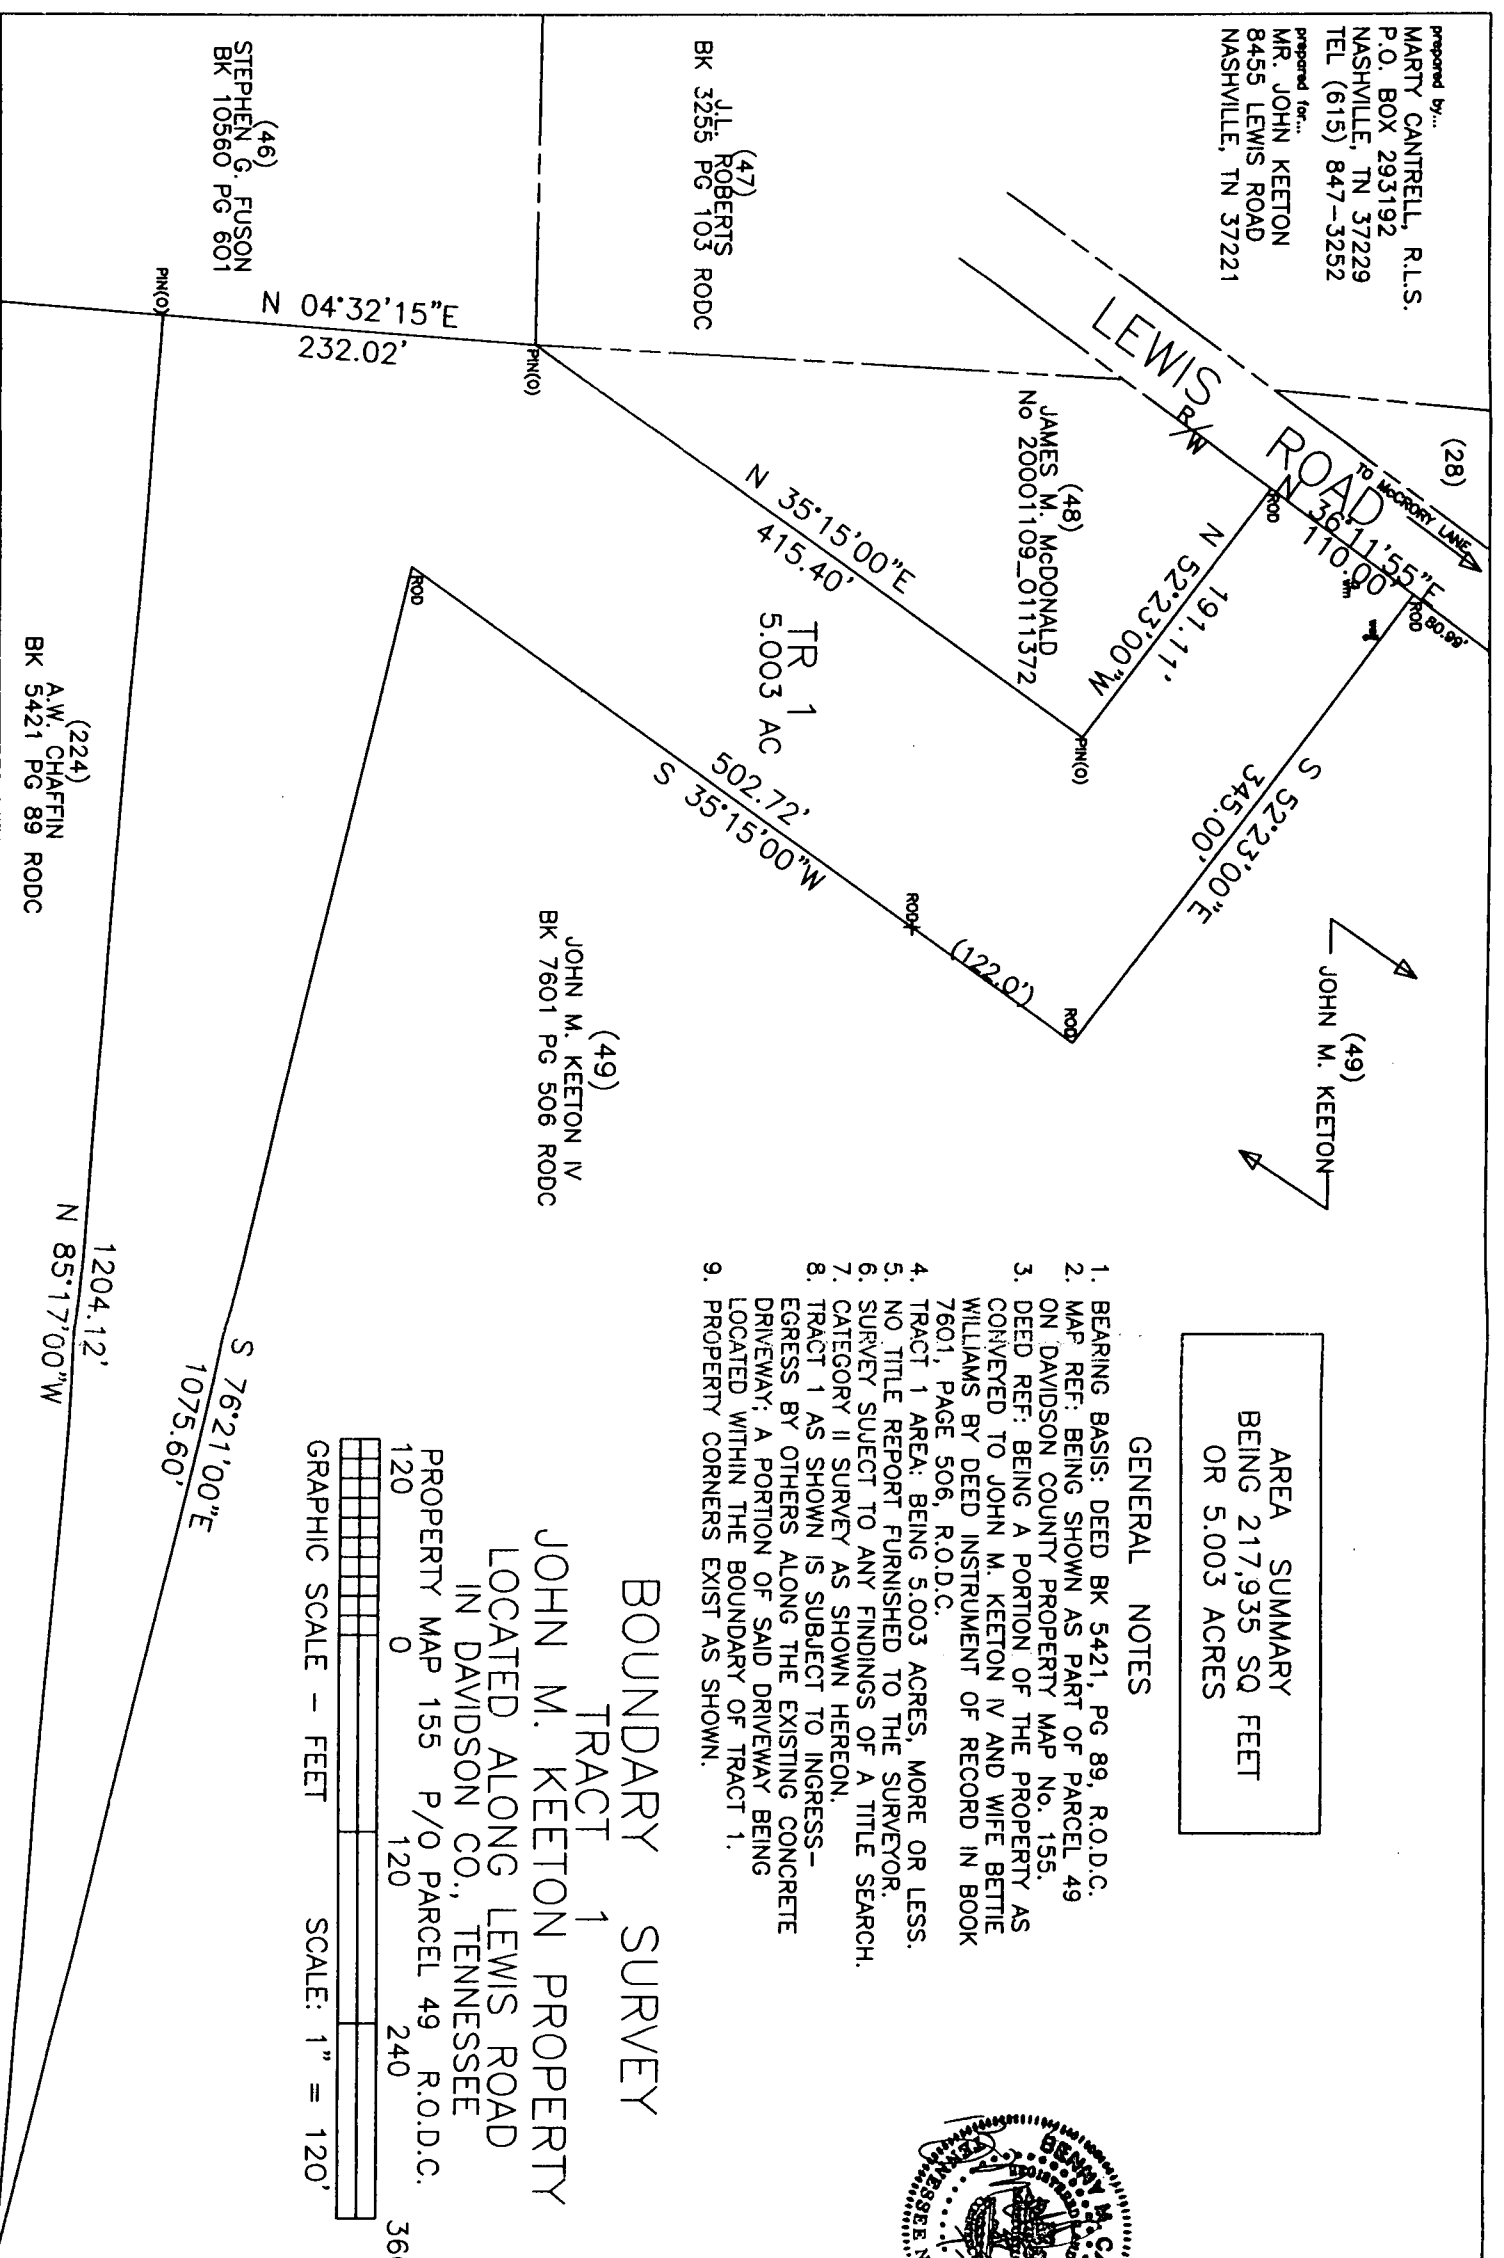 prepared by...
MARTY CANTRELL, R.L.S.
P.O. BOX 293192
NASHVILLE, TN 37229
TEL (615) 847-3252
prepared for...
MR. JOHN KEETON
8455 LEWIS ROAD
NASHVILLE, TN 37221
(28)
TO McCRORY LANE
LEWIS ROAD
R/W
N 36°11'55"E
110.00'
80.99'
ROD
ROD
wm
N 52°23'00"W
191.11'
S 52°23'00"E
345.00'
(49)
JOHN M. KEETON
(47)
J.L. ROBERTS
BK 3255 PG 103 RODC
(48)
JAMES M. McDONALD
No 20001109_0111372
PIN(O)
N 35°15'00"E
415.40'
TR 1
5.003 AC
502.72'
S 35°15'00"W
ROD
(122.0')
ROD
PIN(O)
(46)
STEPHEN G. FUSON
BK 10560 PG 601
N 04°32'15"E
232.02'
PIN(O)
ROD
(49)
JOHN M. KEETON IV
BK 7601 PG 506 RODC
(224)
A.W. CHAFFIN
BK 5421 PG 89 RODC
1204.12'
N 85°17'00"W
S 76°21'00"E
1075.60'
AREA SUMMARY
BEING 217,935 SQ FEET
OR 5.003 ACRES
GENERAL NOTES
1. BEARING BASIS: DEED BK 5421, PG 89, R.O.D.C.
2. MAP REF: BEING SHOWN AS PART OF PARCEL 49
ON DAVIDSON COUNTY PROPERTY MAP No. 155.
3. DEED REF: BEING A PORTION OF THE PROPERTY AS
CONVEYED TO JOHN M. KEETON IV AND WIFE BETTIE
WILLIAMS BY DEED INSTRUMENT OF RECORD IN BOOK
7601, PAGE 506, R.O.D.C.
4. TRACT 1 AREA: BEING 5.003 ACRES, MORE OR LESS.
5. NO TITLE REPORT FURNISHED TO THE SURVEYOR.
6. SURVEY SUJECT TO ANY FINDINGS OF A TITLE SEARCH.
7. CATEGORY II SURVEY AS SHOWN HEREON.
8. TRACT 1 AS SHOWN IS SUBJECT TO INGRESS-
EGRESS BY OTHERS ALONG THE EXISTING CONCRETE
DRIVEWAY; A PORTION OF SAID DRIVEWAY BEING
LOCATED WITHIN THE BOUNDARY OF TRACT 1.
9. PROPERTY CORNERS EXIST AS SHOWN.
BOUNDARY SURVEY
TRACT 1
JOHN M. KEETON PROPERTY
LOCATED ALONG LEWIS ROAD
IN DAVIDSON CO., TENNESSEE
PROPERTY MAP 155 P/O PARCEL 49 R.O.D.C.
120 0 120 240 36
GRAPHIC SCALE - FEET SCALE: 1" = 120'
BENNY M. CA
REGISTERED
TENNESSEE N